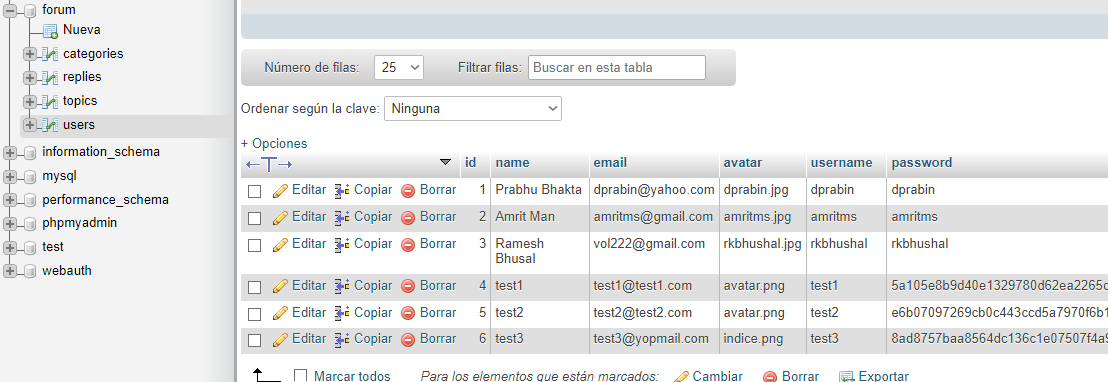 forum
Nueva
categories
replies
topics
users
information_schema
mysql
performance_schema
phpmyadmin
test
webauth
Número de filas: 25 Filtrar filas: Buscar en esta tabla
Ordenar según la clave: Ninguna
+ Opciones
←T→ id name email avatar username password
Editar Copiar Borrar 1 Prabhu Bhakta dprabin@yahoo.com dprabin.jpg dprabin dprabin
Editar Copiar Borrar 2 Amrit Man amritms@gmail.com amritms.jpg amritms amritms
Editar Copiar Borrar 3 Ramesh vol222@gmail.com rkbhushal.jpg rkbhushal rkbhushal
Bhusal
Editar Copiar Borrar 4 test1 test1@test1.com avatar.png test1 5a105e8b9d40e1329780d62ea2265d
Editar Copiar Borrar 5 test2 test2@test2.com avatar.png test2 e6b07097269cb0c443ccd5a7970f6b1
Editar Copiar Borrar 6 test3 test3@yopmail.com indice.png test3 8ad8757baa8564dc136c1e07507f4a9
Marcar todos Para los elementos que están marcados: Cambiar Borrar Exportar